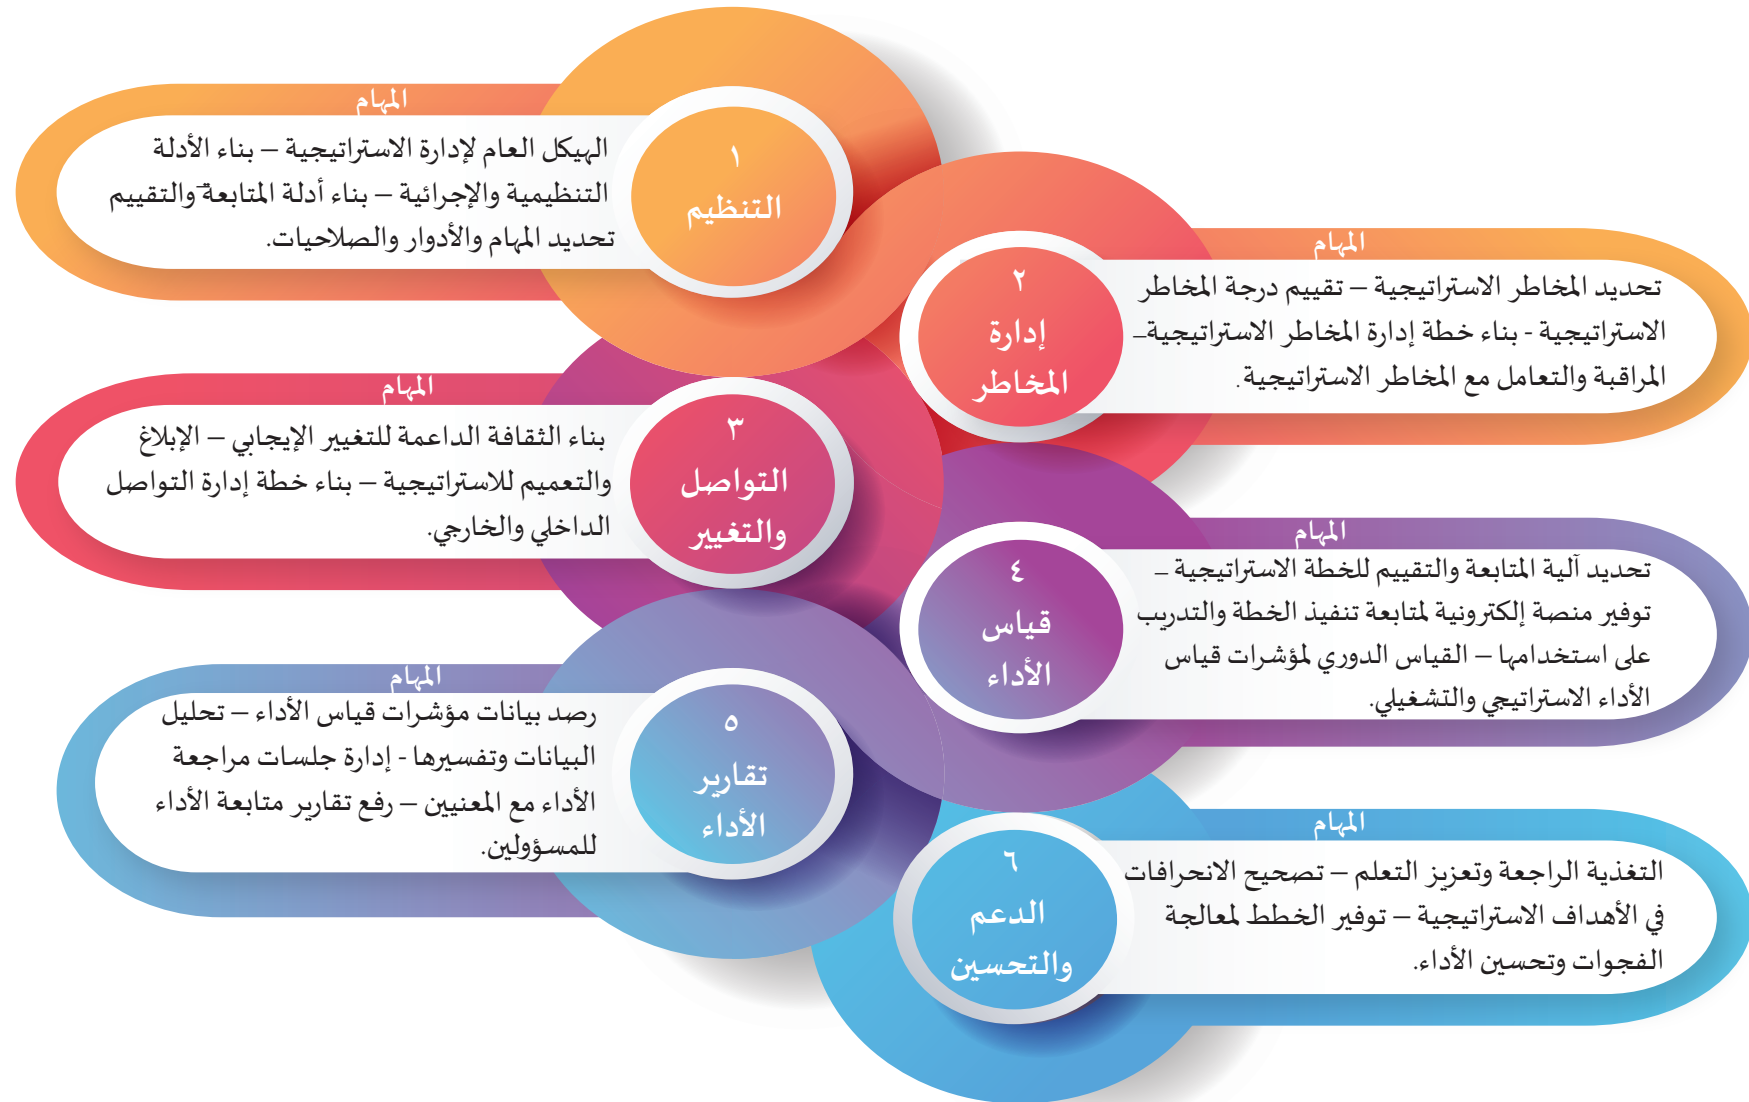 المهام
١
التنظيم
الهيكل العام لإدارة الاستراتيجية – بناء الأدلة
التنظيمية والإجرائية – بناء أدلة المتابعة والتقييم –
تحديد المهام والأدوار والصلاحيات.
المهام
٢
إدارة
المخاطر
تحديد المخاطر الاستراتيجية – تقييم درجة المخاطر
الاستراتيجية - بناء خطة إدارة المخاطر الاستراتيجية –
المراقبة والتعامل مع المخاطر الاستراتيجية.
المهام
٣
التواصل
والتغيير
بناء الثقافة الداعمة للتغيير الإيجابي – الإبلاغ
والتعميم للاستراتيجية – بناء خطة إدارة التواصل
الداخلي والخارجي.
المهام
٤
قياس
الأداء
تحديد آلية المتابعة والتقييم للخطة الاستراتيجية –
توفير منصة إلكترونية لمتابعة تنفيذ الخطة والتدريب
على استخدامها – القياس الدوري لمؤشرات قياس
الأداء الاستراتيجي والتشغيلي.
المهام
٥
تقارير
الأداء
رصد بيانات مؤشرات قياس الأداء – تحليل
البيانات وتفسيرها - إدارة جلسات مراجعة
الأداء مع المعنيين – رفع تقارير متابعة الأداء
للمسؤولين.
المهام
٦
الدعم
والتحسين
التغذية الراجعة وتعزيز التعلم – تصحيح الانحرافات
في الأهداف الاستراتيجية – توفير الخطط لمعالجة
الفجوات وتحسين الأداء.